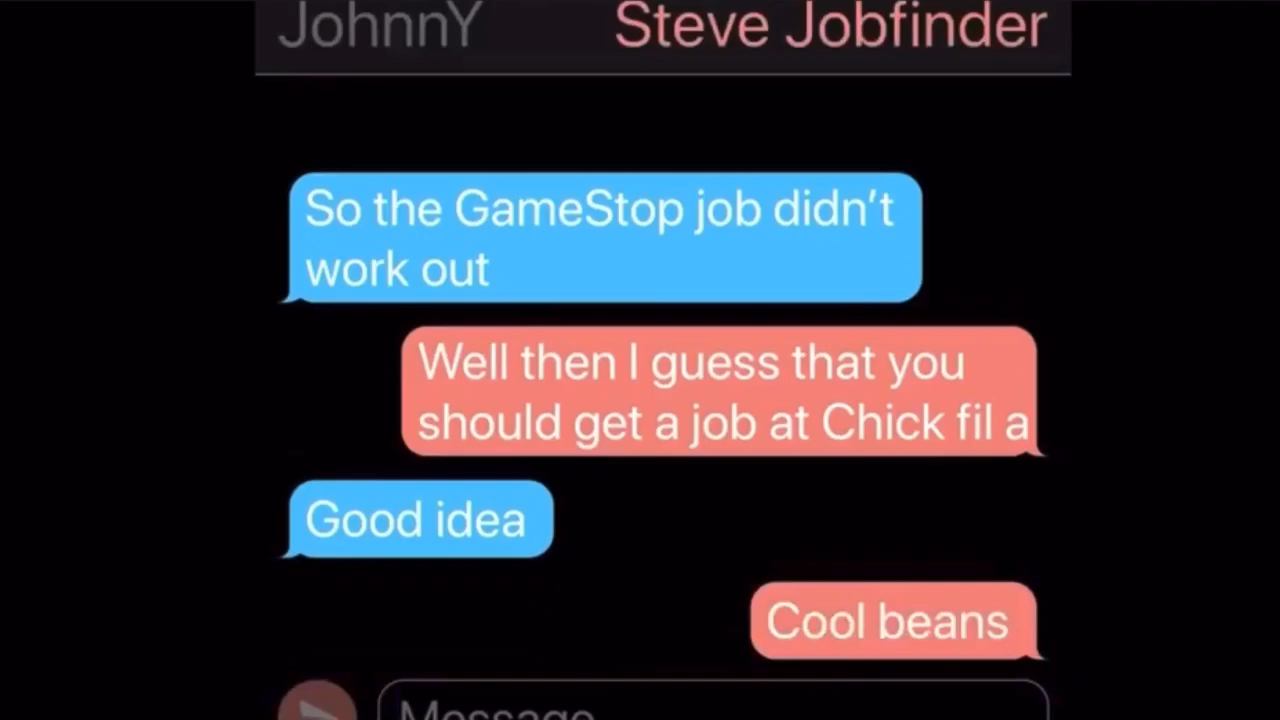 JohnnY Steve Jobfinder
So the GameStop job didn't
work out
Well then I guess that you
should get a job at Chick fil a
Good idea
Cool beans
Message